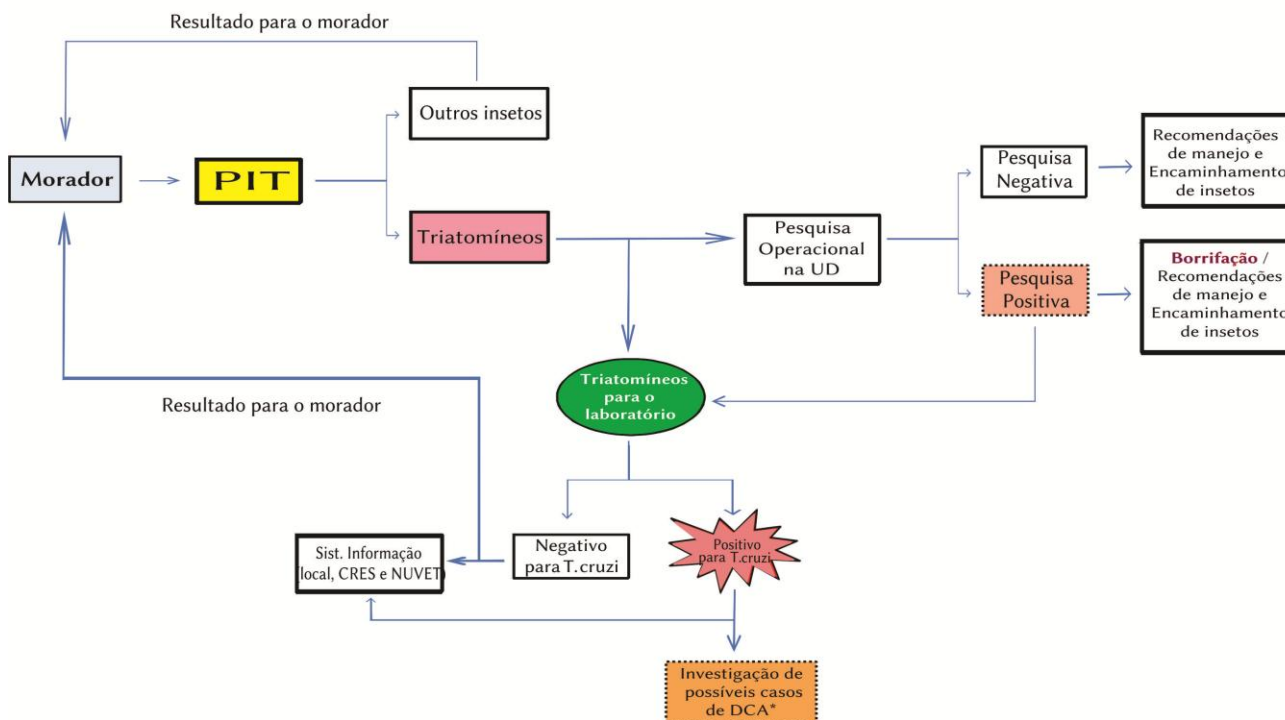 Resultado para o morador
Outros insetos
Morador
PIT
Triatomíneos
Pesquisa
Operacional
na UD
Pesquisa
Negativa
Recomendações
de manejo e
Encaminhamento
de insetos
Pesquisa
Positiva
Borrifação /
Recomendações
de manejo e
Encaminhamento
de insetos
Triatomíneos
para o
laboratório
Resultado para o morador
Sist. Informação
(local, CRES e NUVET)
Negativo
para T.cruzi
Positivo
para T.cruzi
Investigação de
possíveis casos
de DCA*